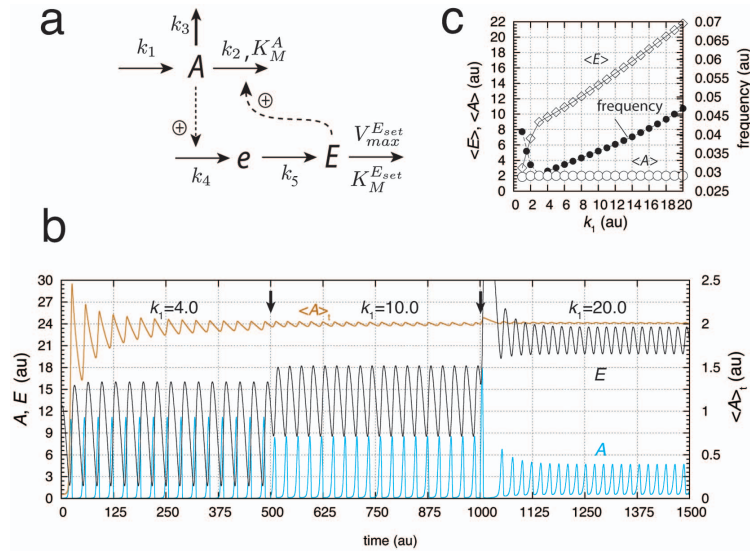 a
k₃
k₁
A
k₂, K_M^A
⊕
⊕
V_max^{E_set}
k₄
e
k₅
E
K_M^{E_set}
c
<E>, <A> (au)
22
20
18
16
14
12
10
8
6
4
2
0
<E>
frequency
<A>
0.07
0.065
0.06
0.055
0.05
0.045
0.04
0.035
0.03
0.025
frequency (au)
0 2 4 6 8 10 12 14 16 18 20
k₁ (au)
b
A, E (au)
30
27
24
21
18
15
12
9
6
3
0
k₁=4.0
<A>t
k₁=10.0
k₁=20.0
E
A
2.5
2
1.5
1
0.5
0
<A>t (au)
0 125 250 375 500 625 750 875 1000 1125 1250 1375 1500
time (au)